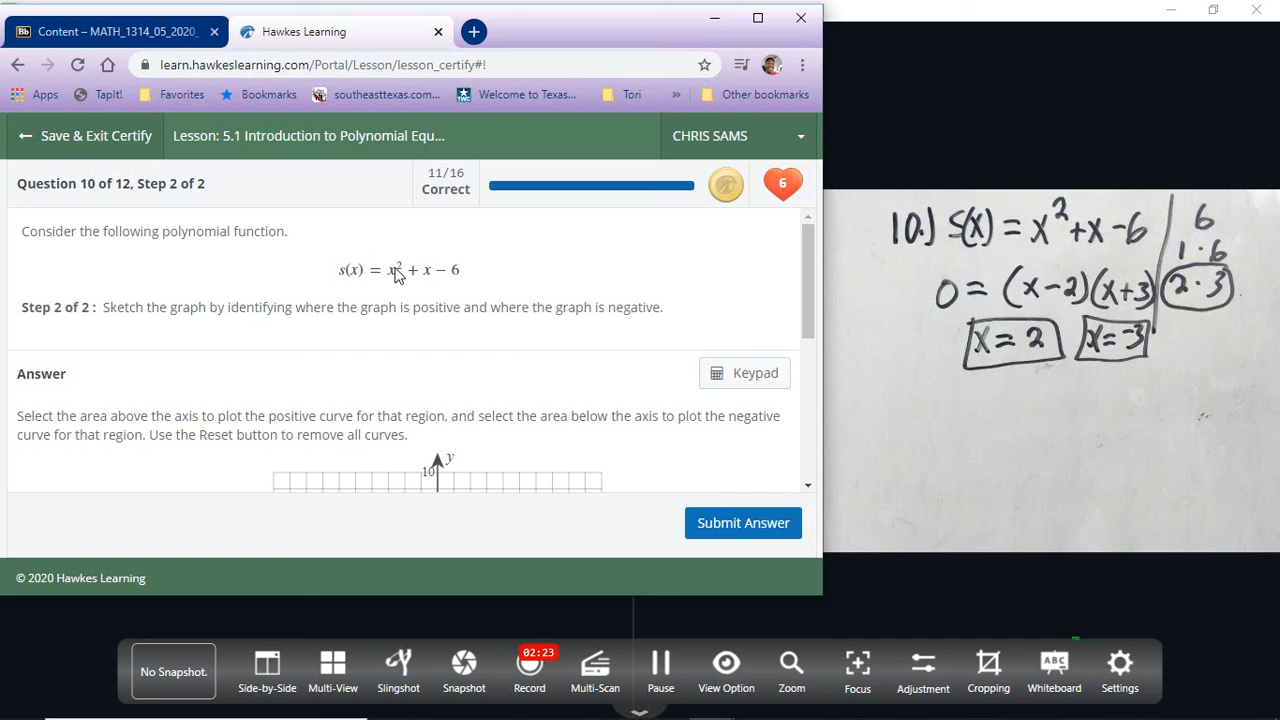 Content – MATH_1314_05_2020_
Hawkes Learning
learn.hawkeslearning.com/Portal/Lesson/lesson_certify#!
Apps TapIt! Favorites Bookmarks southeasttexas.com... Welcome to Texas... Tori » Other bookmarks
← Save & Exit Certify
Lesson: 5.1 Introduction to Polynomial Equ...
CHRIS SAMS
Question 10 of 12, Step 2 of 2
11/16
Correct
6
Consider the following polynomial function.
s(x) = x² + x − 6
Step 2 of 2 : Sketch the graph by identifying where the graph is positive and where the graph is negative.
Answer
Keypad
Select the area above the axis to plot the positive curve for that region, and select the area below the axis to plot the negative
curve for that region. Use the Reset button to remove all curves.
y
10
Submit Answer
© 2020 Hawkes Learning
10.) S(x) = x² + x - 6
0 = (x - 2)(x + 3)
x = 2 x = -3
6
1 · 6
2 · 3
No Snapshot.
Side-by-Side
Multi-View
Slingshot
Snapshot
02:23
Record
Multi-Scan
Pause
View Option
Zoom
Focus
Adjustment
Cropping
ABC
Whiteboard
Settings